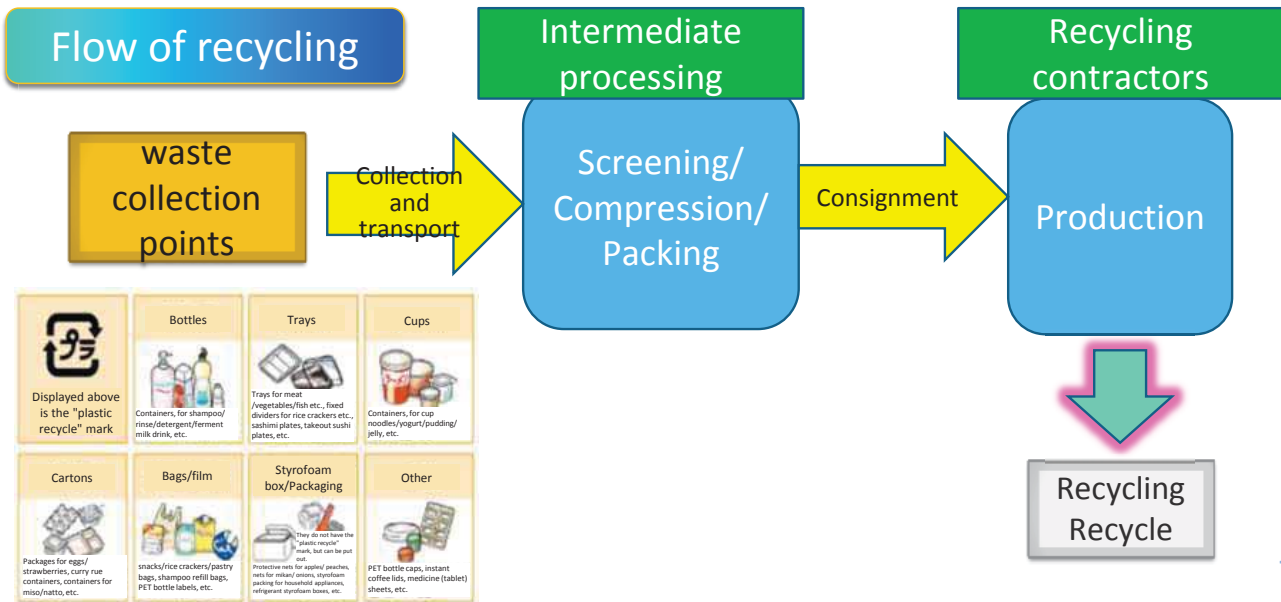 Flow of recycling
Intermediate
processing
Recycling
contractors
waste
collection
points
Collection
and
transport
Screening/
Compression/
Packing
Consignment
Production
Recycling
Recycle
プラ
Displayed above
is the "plastic
recycle" mark
Bottles
Containers, for shampoo/
rinse/detergent/ferment
milk drink, etc.
Trays
Trays for meat
/vegetables/fish etc., fixed
dividers for rice crackers etc.,
sashimi plates, takeout sushi
plates, etc.
Cups
Containers, for cup
noodles/yogurt/pudding/
jelly, etc.
Cartons
Packages for eggs/
strawberries, curry rue
containers, containers for
miso/natto, etc.
Bags/film
snacks/rice crackers/pastry
bags, shampoo refill bags,
PET bottle labels, etc.
Styrofoam
box/Packaging
They do not have the
"plastic recycle"
mark, but can be put
out.
Protective nets for apples/ peaches,
nets for mikan/ onions, styrofoam
packing for household appliances,
refrigerant styrofoam boxes, etc.
Other
PET bottle caps, instant
coffee lids, medicine (tablet)
sheets, etc.